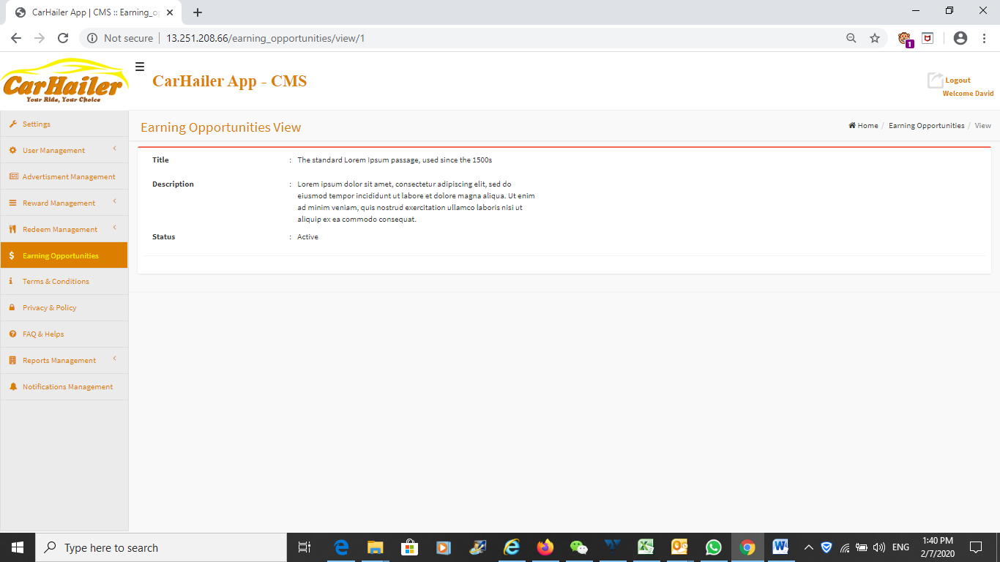 CarHailer App | CMS :: Earning_o
Not secure
13.251.208.66/earning_opportunities/view/1
1
CarHailer
Your Ride, Your Choice
CarHailer App - CMS
Logout
Welcome David
Settings
User Management
Advertisment Management
Reward Management
Redeem Management
Earning Opportunities
Terms & Conditions
Privacy & Policy
FAQ & Helps
Reports Management
Notifications Management
Earning Opportunities View
Home / Earning Opportunities / View
Title : The standard Lorem Ipsum passage, used since the 1500s
Description : Lorem ipsum dolor sit amet, consectetur adipiscing elit, sed do
eiusmod tempor incididunt ut labore et dolore magna aliqua. Ut enim
ad minim veniam, quis nostrud exercitation ullamco laboris nisi ut
aliquip ex ea commodo consequat.
Status : Active
Type here to search
ENG
1:40 PM
2/7/2020